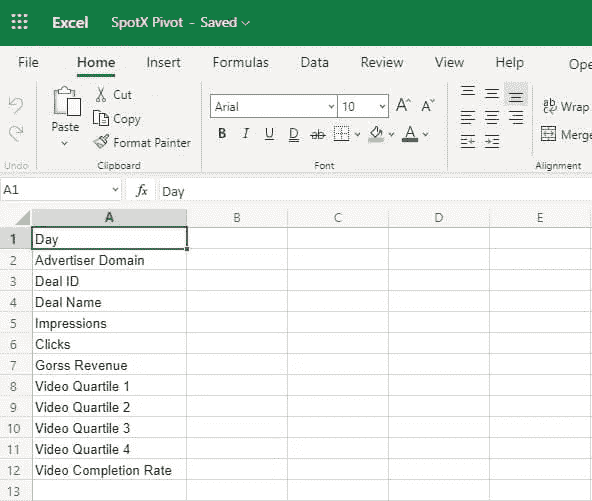 Excel SpotX Pivot - Saved
File Home Insert Formulas Data Review View Help Ope
Paste Cut Copy Format Painter
Arial 10 A A
B I U D ab A
ab Wrap
Merge
Undo Clipboard Font Alignment
A1 fx Day
A B C D E
1 Day
2 Advertiser Domain
3 Deal ID
4 Deal Name
5 Impressions
6 Clicks
7 Gorss Revenue
8 Video Quartile 1
9 Video Quartile 2
10 Video Quartile 3
11 Video Quartile 4
12 Video Completion Rate
13